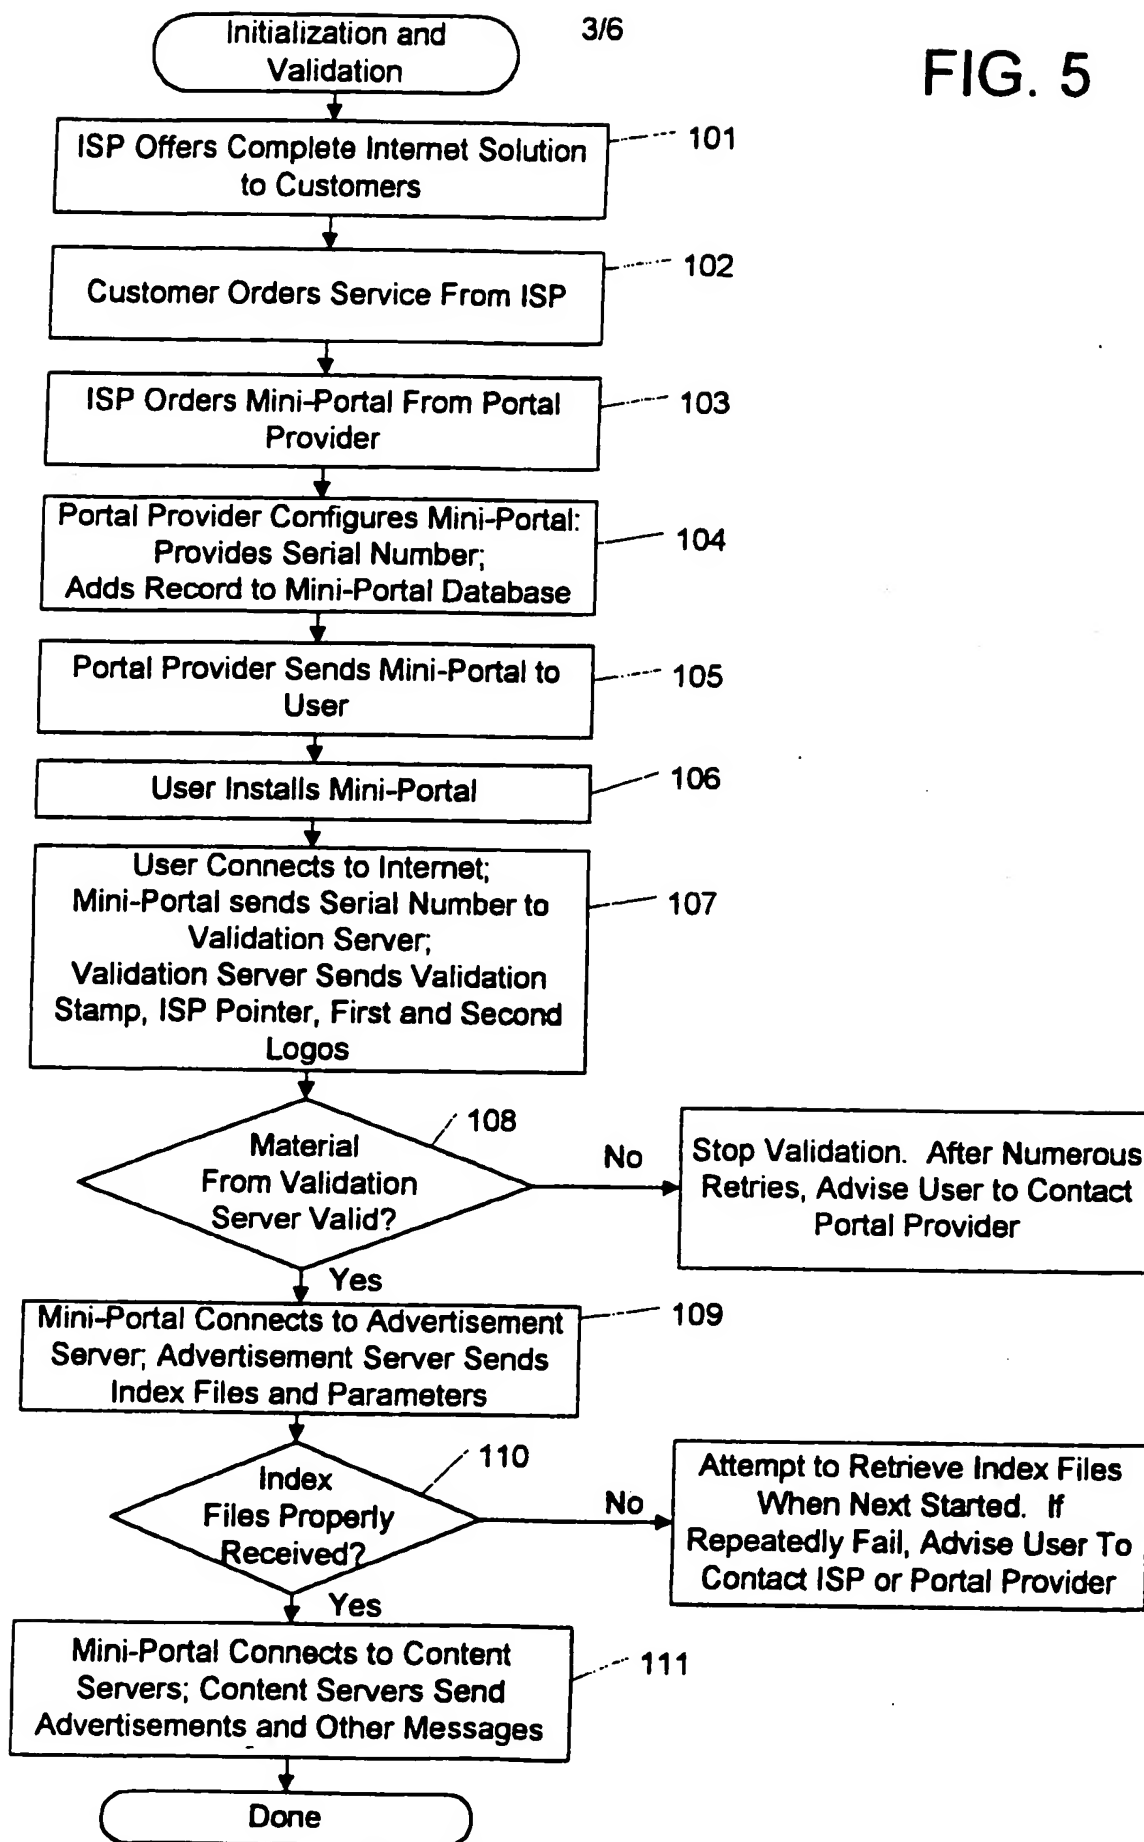 3/6
FIG. 5
Initialization and
Validation
ISP Offers Complete Internet Solution
to Customers
101
Customer Orders Service From ISP
102
ISP Orders Mini-Portal From Portal
Provider
103
Portal Provider Configures Mini-Portal:
Provides Serial Number;
Adds Record to Mini-Portal Database
104
Portal Provider Sends Mini-Portal to
User
105
User Installs Mini-Portal
106
User Connects to Internet;
Mini-Portal sends Serial Number to
Validation Server;
Validation Server Sends Validation
Stamp, ISP Pointer, First and Second
Logos
107
Material
From Validation
Server Valid?
108
No
Stop Validation. After Numerous
Retries, Advise User to Contact
Portal Provider
Yes
Mini-Portal Connects to Advertisement
Server; Advertisement Server Sends
Index Files and Parameters
109
Index
Files Properly
Received?
110
No
Attempt to Retrieve Index Files
When Next Started. If
Repeatedly Fail, Advise User To
Contact ISP or Portal Provider
Yes
Mini-Portal Connects to Content
Servers; Content Servers Send
Advertisements and Other Messages
111
Done